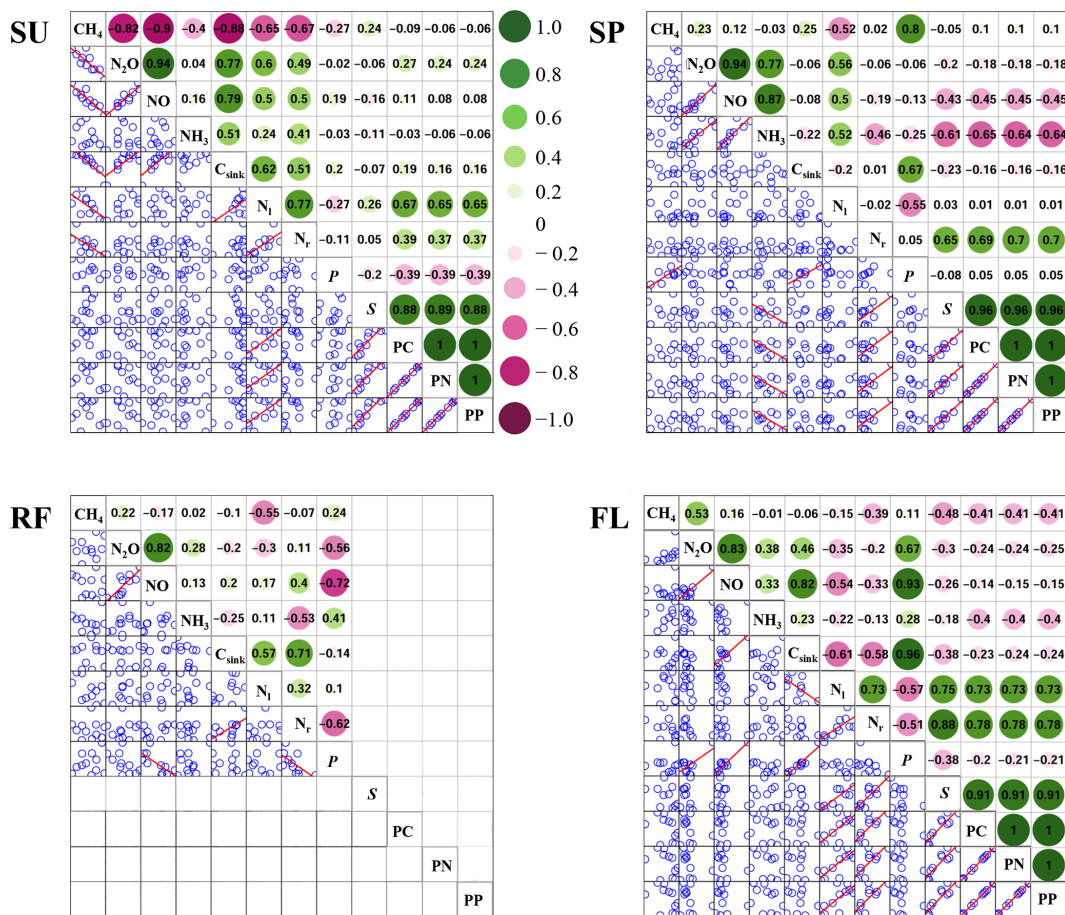 SU
CH₄ −0.82 −0.9 −0.4 −0.88 −0.65 −0.67 −0.27 0.24 −0.09 −0.06 −0.06
N₂O 0.94 0.04 0.77 0.6 0.49 −0.02 −0.06 0.27 0.24 0.24
NO 0.16 0.79 0.5 0.5 0.19 −0.16 0.11 0.08 0.08
NH₃ 0.51 0.24 0.41 −0.03 −0.11 −0.03 −0.06 −0.06
C_sink 0.62 0.51 0.2 −0.07 0.19 0.16 0.16
N_l 0.77 −0.27 0.26 0.67 0.65 0.65
N_r −0.11 0.05 0.39 0.37 0.37
P −0.2 −0.39 −0.39 −0.39
S 0.88 0.89 0.88
PC 1 1
PN 1
PP
1.0
0.8
0.6
0.4
0.2
0
− 0.2
− 0.4
− 0.6
− 0.8
−1.0
SP
CH₄ 0.23 0.12 −0.03 0.25 −0.52 0.02 0.8 −0.05 0.1 0.1 0.1
N₂O 0.94 0.77 −0.06 0.56 −0.06 −0.06 −0.2 −0.18 −0.18 −0.18
NO 0.87 −0.08 0.5 −0.19 −0.13 −0.43 −0.45 −0.45 −0.45
NH₃ −0.22 0.52 −0.46 −0.25 −0.61 −0.65 −0.64 −0.64
C_sink −0.2 0.01 0.67 −0.23 −0.16 −0.16 −0.16
N_l −0.02 −0.55 0.03 0.01 0.01 0.01
N_r 0.05 0.65 0.69 0.7 0.7
P −0.08 0.05 0.05 0.05
S 0.96 0.96 0.96
PC 1 1
PN 1
PP
RF
CH₄ 0.22 −0.17 0.02 −0.1 −0.55 −0.07 0.24
N₂O 0.82 0.28 −0.2 −0.3 0.11 −0.56
NO 0.13 0.2 0.17 0.4 −0.72
NH₃ −0.25 0.11 −0.53 0.41
C_sink 0.57 0.71 −0.14
N_l 0.32 0.1
N_r −0.62
P
S
PC
PN
PP
FL
CH₄ 0.53 0.16 −0.01 −0.06 −0.15 −0.39 0.11 −0.48 −0.41 −0.41 −0.41
N₂O 0.83 0.38 0.46 −0.35 −0.2 0.67 −0.3 −0.24 −0.24 −0.25
NO 0.33 0.82 −0.54 −0.33 0.93 −0.26 −0.14 −0.15 −0.15
NH₃ 0.23 −0.22 −0.13 0.28 −0.18 −0.4 −0.4 −0.4
C_sink −0.61 −0.58 0.96 −0.38 −0.23 −0.24 −0.24
N_l 0.73 −0.57 0.75 0.73 0.73 0.73
N_r −0.51 0.88 0.78 0.78 0.78
P −0.38 −0.2 −0.21 −0.21
S 0.91 0.91 0.91
PC 1 1
PN 1
PP